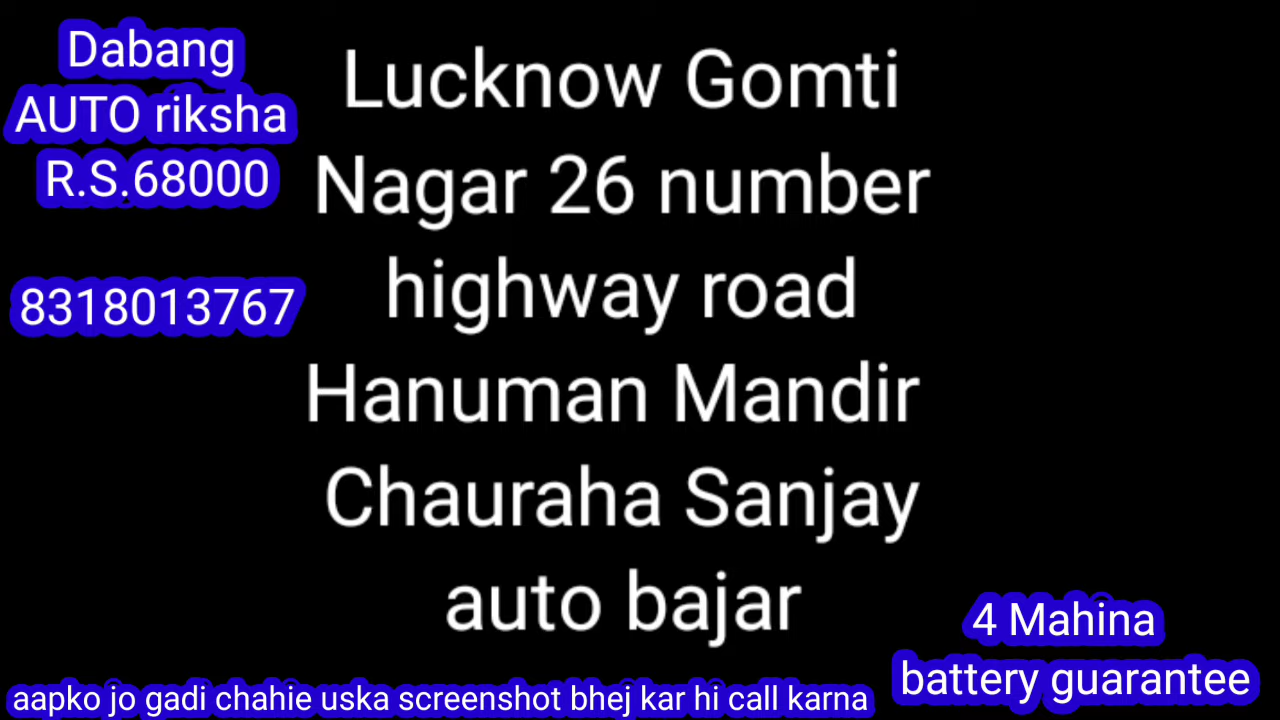 Dabang
AUTO riksha
R.S.68000
8318013767
Lucknow Gomti
Nagar 26 number
highway road
Hanuman Mandir
Chauraha Sanjay
auto bajar
4 Mahina
battery guarantee
aapko jo gadi chahie uska screenshot bhej kar hi call karna